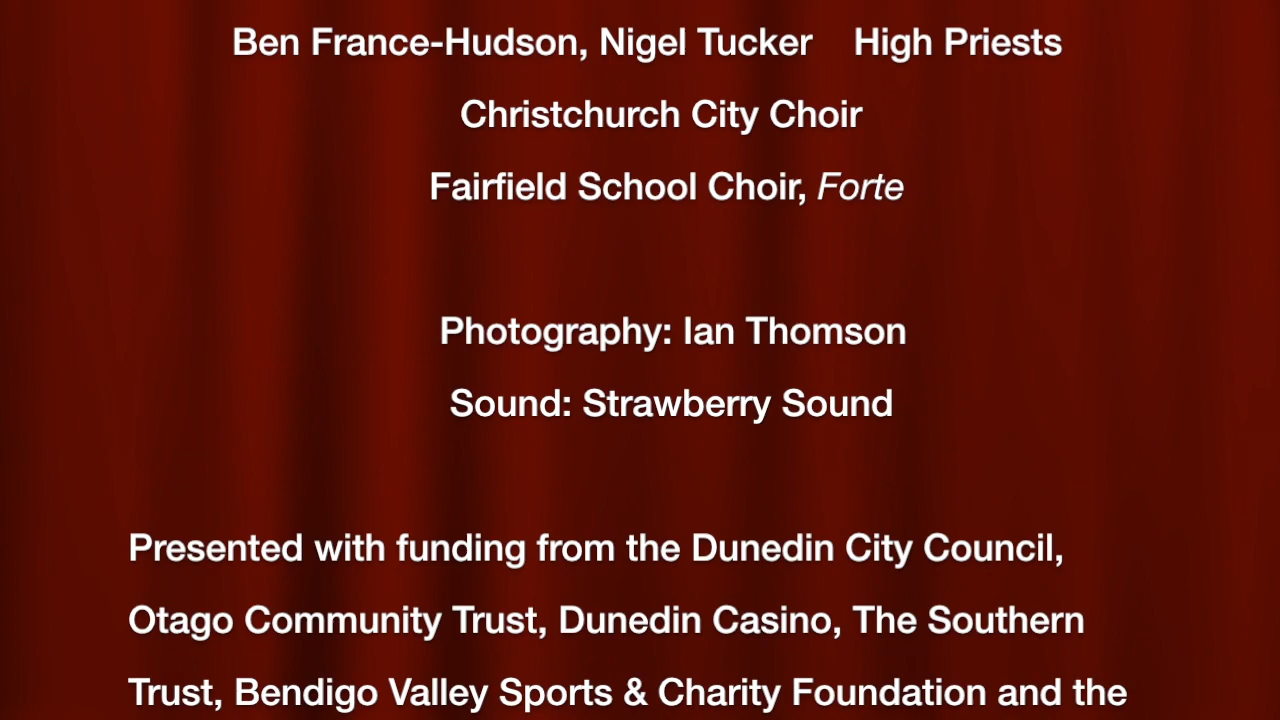 Ben France-Hudson, Nigel Tucker    High Priests
Christchurch City Choir
Fairfield School Choir, Forte
Photography: Ian Thomson
Sound: Strawberry Sound
Presented with funding from the Dunedin City Council,
Otago Community Trust, Dunedin Casino, The Southern
Trust, Bendigo Valley Sports & Charity Foundation and the